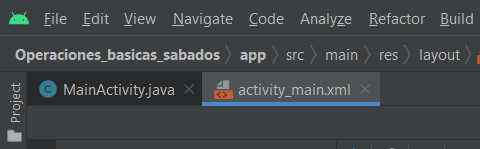 File Edit View Navigate Code Analyze Refactor Build
Operaciones_basicas_sabados > app > src > main > res > layout
MainActivity.java activity_main.xml
Project